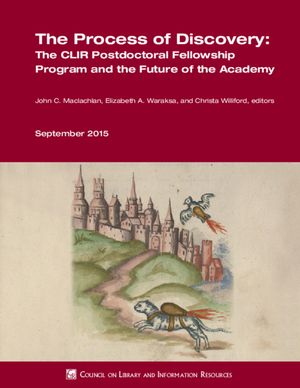 The Process of Discovery:
The CLIR Postdoctoral Fellowship
Program and the Future of the Academy
John C. Maclachlan, Elizabeth A. Waraksa, and Christa Williford, editors
September 2015
COUNCIL ON LIBRARY AND INFORMATION RESOURCES